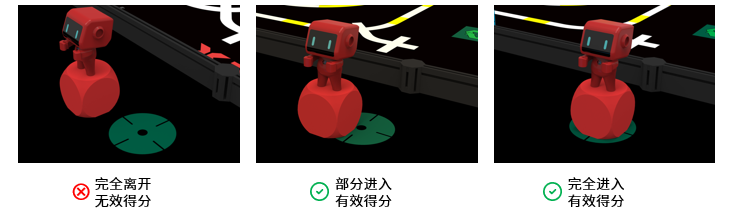 完全离开
无效得分
部分进入
有效得分
完全进入
有效得分